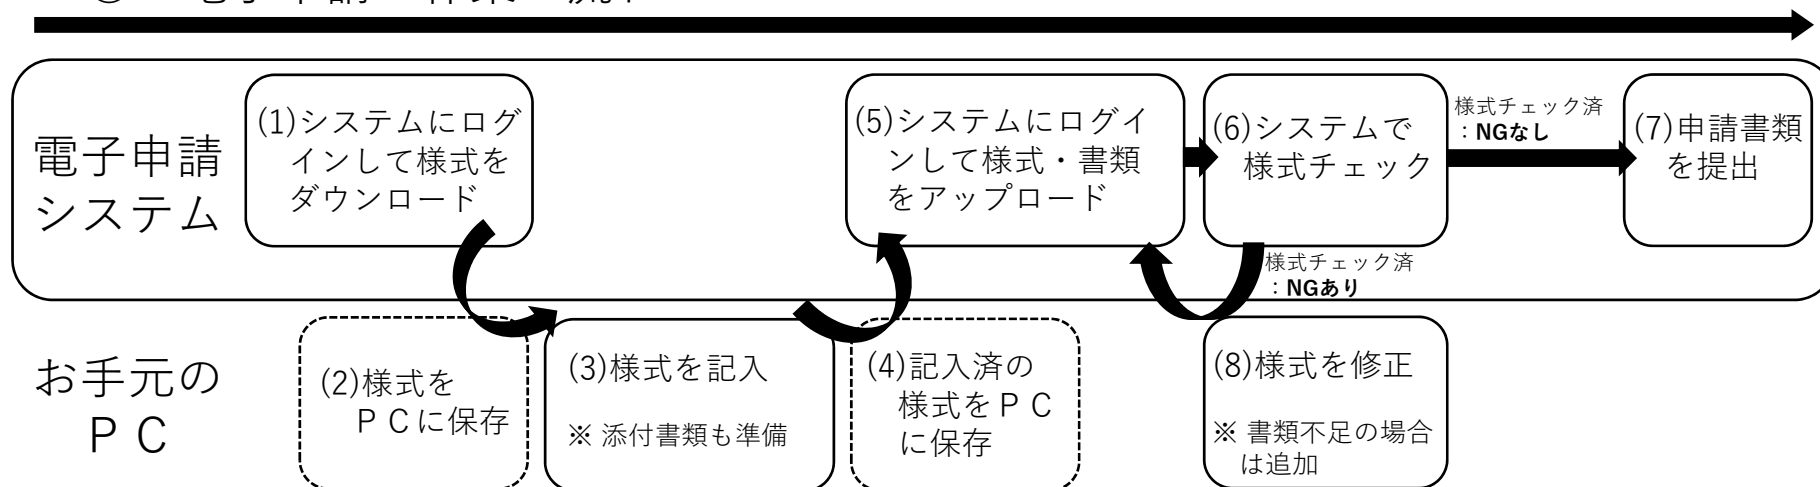 電子申請
システム
(1)システムにログ
インして様式を
ダウンロード
(5)システムにログイ
ンして様式・書類
をアップロード
(6)システムで
様式チェック
様式チェック済
：NGなし
(7)申請書類
を提出
様式チェック済
：NGあり
お手元の
ＰＣ
(2)様式を
ＰＣに保存
(3)様式を記入
※ 添付書類も準備
(4)記入済の
様式をＰＣ
に保存
(8)様式を修正
※ 書類不足の場合
は追加